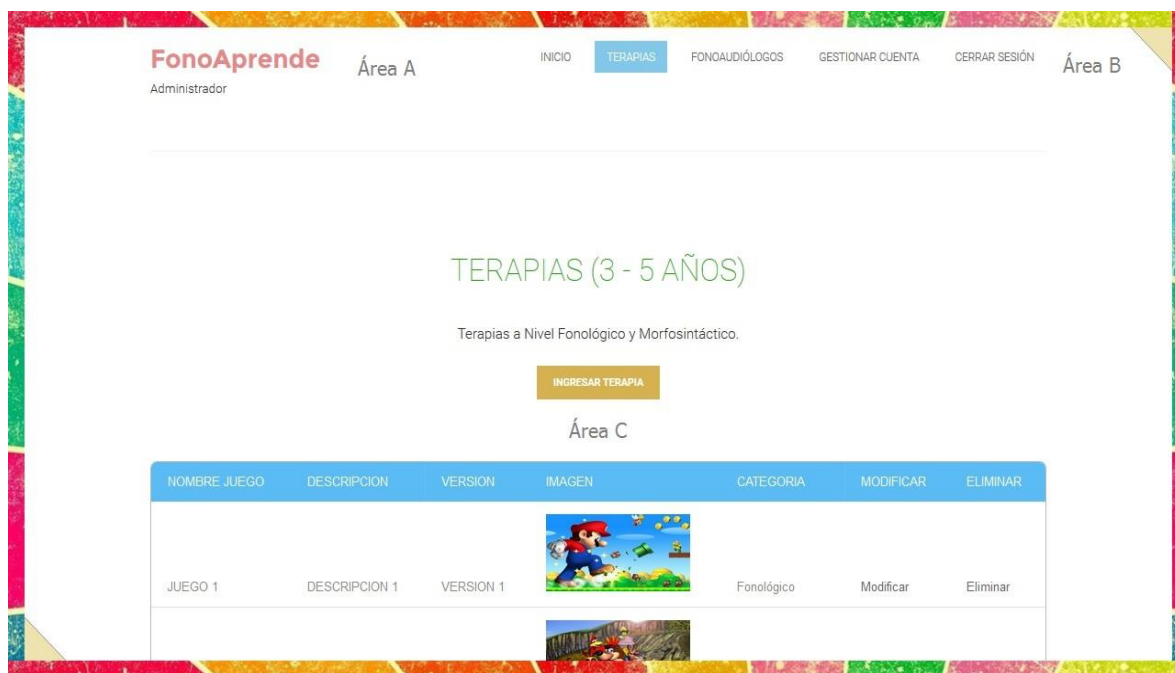 FonoAprende
Administrador
Área A
INICIO TERAPIAS FONOAUDIÓLOGOS GESTIONAR CUENTA CERRAR SESIÓN
Área B
TERAPIAS (3 - 5 AÑOS)
Terapias a Nivel Fonológico y Morfosintáctico.
INGRESAR TERAPIA
Área C
NOMBRE JUEGO DESCRIPCION VERSION IMAGEN CATEGORIA MODIFICAR ELIMINAR
JUEGO 1 DESCRIPCION 1 VERSION 1 Fonológico Modificar Eliminar